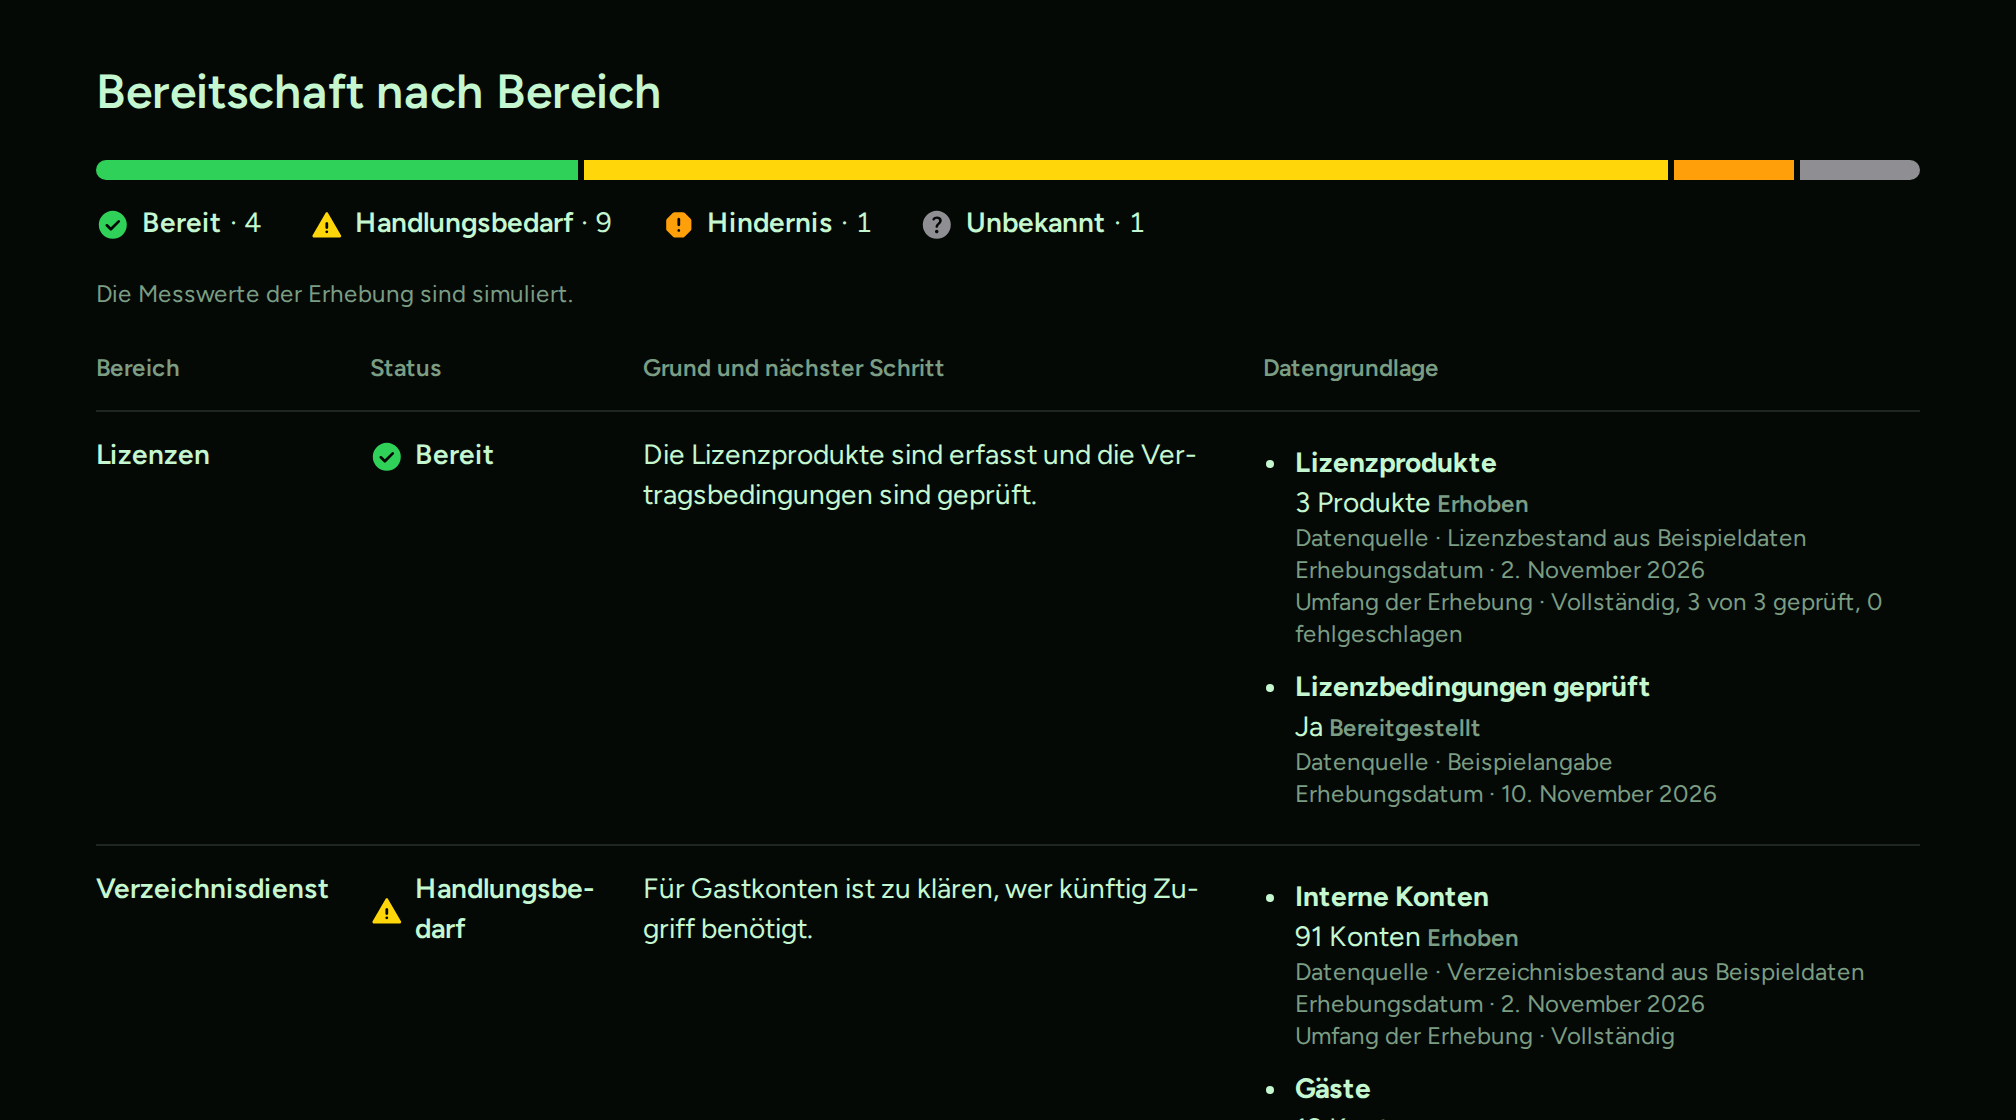 Bereitschaft nach Bereich
Bereit · 4
Handlungsbedarf · 9
Hindernis · 1
Unbekannt · 1
Die Messwerte der Erhebung sind simuliert.
Bereich
Status
Grund und nächster Schritt
Datengrundlage
Lizenzen
Bereit
Die Lizenzprodukte sind erfasst und die Ver-
tragsbedingungen sind geprüft.
• Lizenzprodukte
3 Produkte Erhoben
Datenquelle · Lizenzbestand aus Beispieldaten
Erhebungsdatum · 2. November 2026
Umfang der Erhebung · Vollständig, 3 von 3 geprüft, 0
fehlgeschlagen
• Lizenzbedingungen geprüft
Ja Bereitgestellt
Datenquelle · Beispielangabe
Erhebungsdatum · 10. November 2026
Verzeichnisdienst
Handlungsbe-
darf
Für Gastkonten ist zu klären, wer künftig Zu-
griff benötigt.
• Interne Konten
91 Konten Erhoben
Datenquelle · Verzeichnisbestand aus Beispieldaten
Erhebungsdatum · 2. November 2026
Umfang der Erhebung · Vollständig
• Gäste